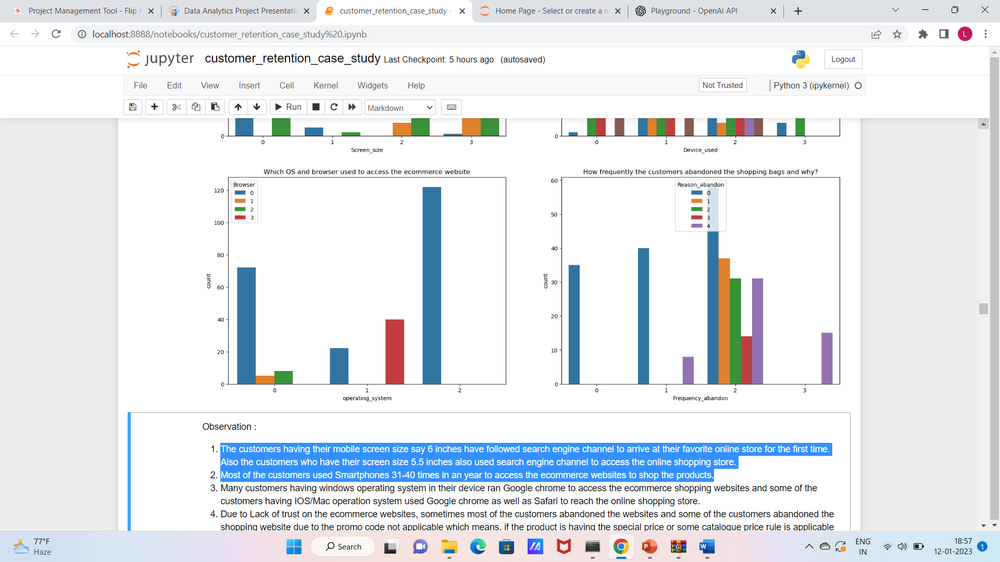 Project Management Tool - Flip R
Data Analytics Project Presentatic
customer_retention_case_study -
Home Page - Select or create a n
Playground - OpenAI API
localhost:8888/notebooks/customer_retention_case_study%20.ipynb
L
jupyter customer_retention_case_study Last Checkpoint: 5 hours ago (autosaved)
Logout
File Edit View Insert Cell Kernel Widgets Help
Not Trusted
Python 3 (ipykernel)
Run
Markdown
0
0 1 2 3
Screen_size
0
0 1 2 3
Device_used
Which OS and browser used to access the ecommerce website
Browser
0
1
2
3
120
100
80
60
40
20
0
count
0 1 2
operating_system
How frequently the customers abandoned the shopping bags and why?
Reason_abandon
0
1
2
3
4
60
50
40
30
20
10
0
count
0 1 2 3
Frequency_abandon
Observation :
1. The customers having their mobile screen size say 6 inches have followed search engine channel to arrive at their favorite online store for the first time.
Also the customers who have their screen size 5.5 inches also used search engine channel to access the online shopping store.
2. Most of the customers used Smartphones 31-40 times in an year to access the ecommerce websites to shop the products.
3. Many customers having windows operating system in their device ran Google chrome to access the ecommerce shopping websites and some of the
customers having IOS/Mac operation system used Google chrome as well as Safari to reach the online shopping store.
4. Due to Lack of trust on the ecommerce websites, sometimes most of the customers abandoned the websites and some of the customers abandoned the
shopping website due to the promo code not applicable which means, if the product is having the special price or some catalogue price rule is applicable
77°F
Haze
Search
ENG
IN
18:57
12-01-2023
1